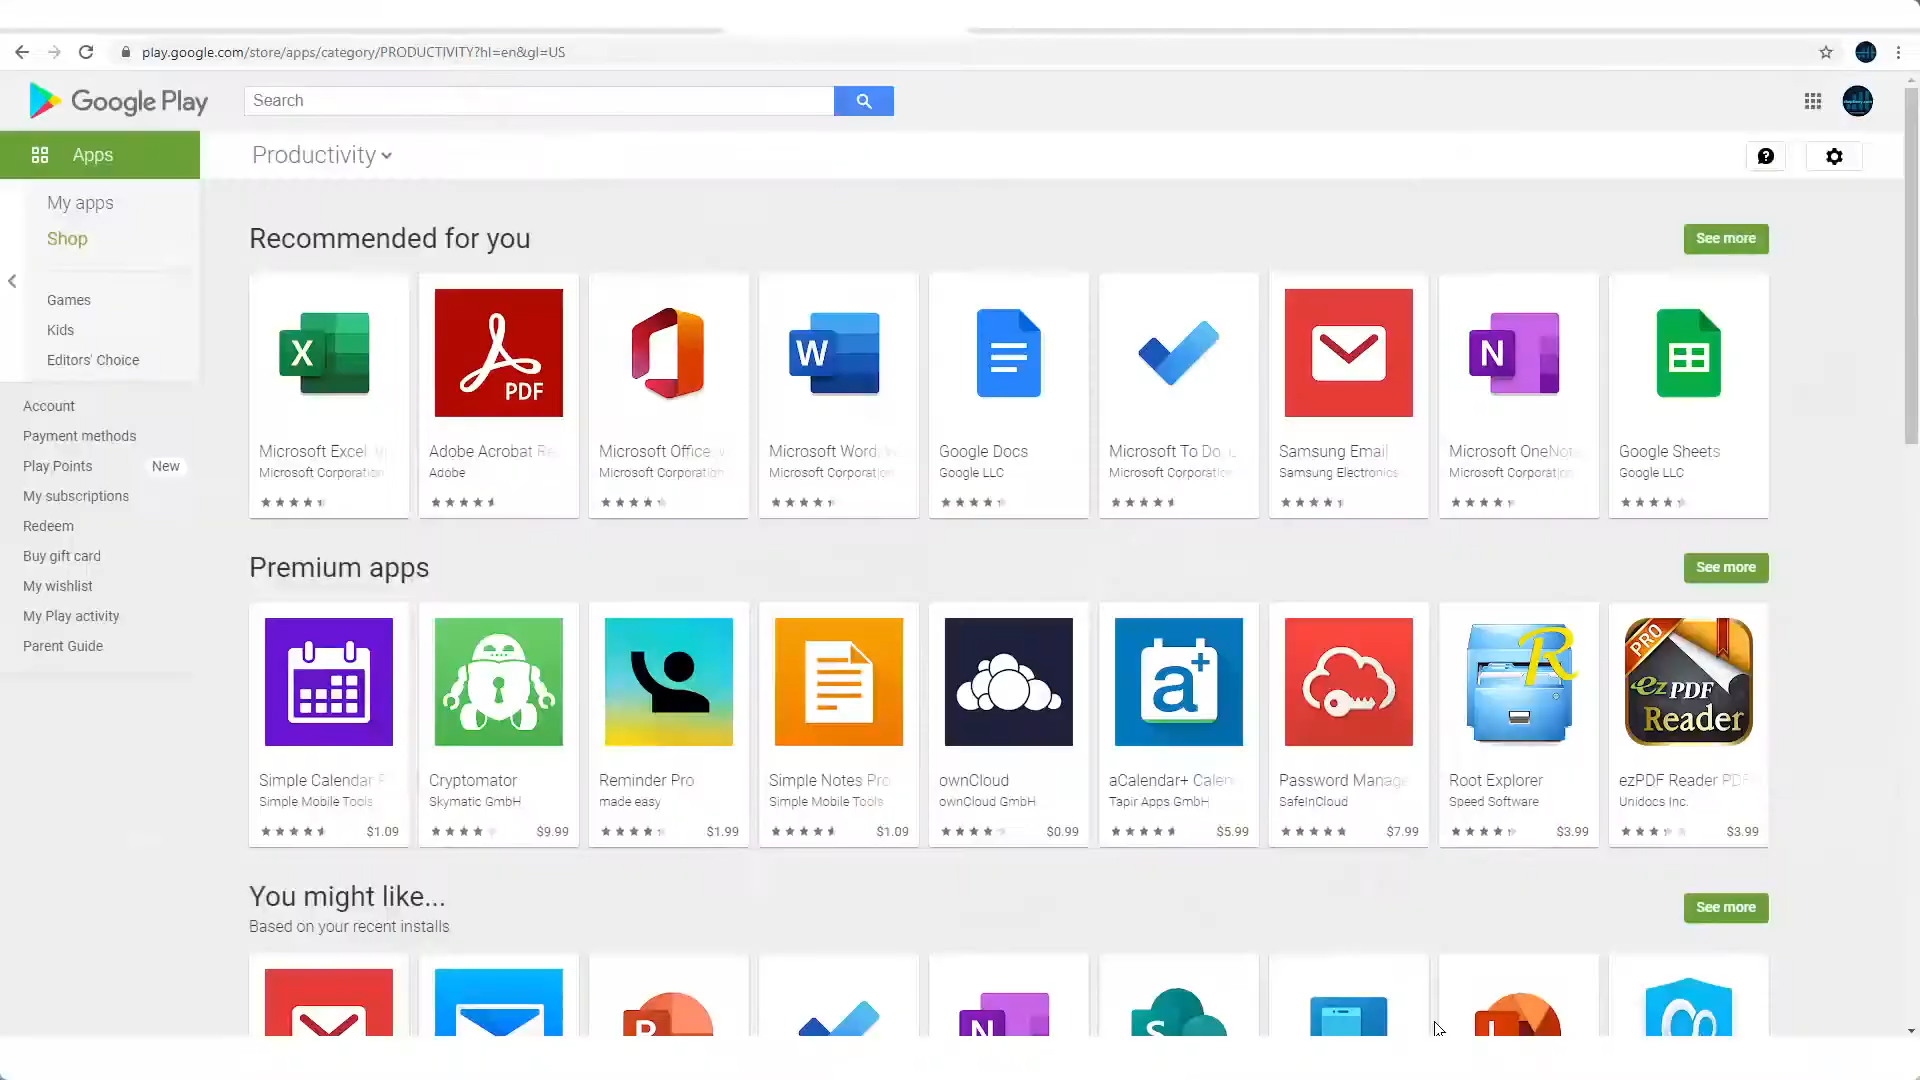 play.google.com/store/apps/category/PRODUCTIVITY?hl=en&gl=US
Google Play
Search
Apps
Productivity
My apps
Shop
Games
Kids
Editors' Choice
Account
Payment methods
Play Points New
My subscriptions
Redeem
Buy gift card
My wishlist
My Play activity
Parent Guide
Recommended for you
See more
X
PDF
W
N
Microsoft Excel
Adobe Acrobat Re
Microsoft Office
Microsoft Word
Google Docs
Microsoft To Do
Samsung Email
Microsoft OneNot
Google Sheets
Microsoft Corporation
Adobe
Microsoft Corporation
Microsoft Corporation
Google LLC
Microsoft Corporation
Samsung Electronics
Microsoft Corporation
Google LLC
Premium apps
See more
a+
R
PRO
ez PDF
Reader
Simple Calendar P
Cryptomator
Reminder Pro
Simple Notes Pro
ownCloud
aCalendar+ Calen
Password Manage
Root Explorer
ezPDF Reader PDF
Simple Mobile Tools
Skymatic GmbH
made easy
Simple Mobile Tools
ownCloud GmbH
Tapir Apps GmbH
SafeInCloud
Speed Software
Unidocs Inc.
$1.09
$9.99
$1.99
$1.09
$0.99
$5.99
$7.99
$3.99
$3.99
You might like...
Based on your recent installs
See more
P
N
S
L